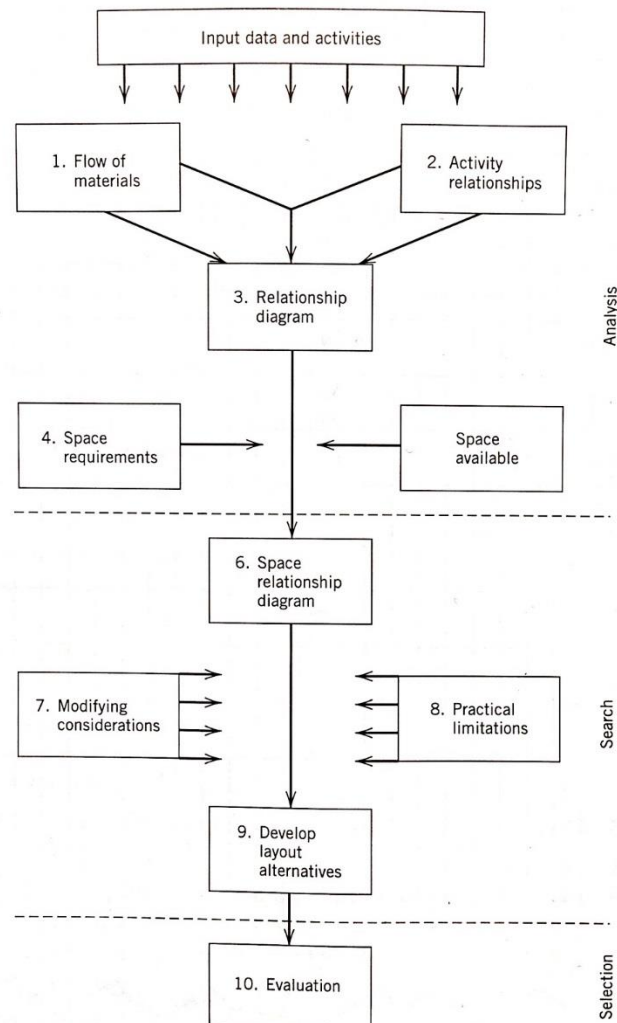 Input data and activities
1. Flow of
materials
2. Activity
relationships
3. Relationship
diagram
Analysis
4. Space
requirements
Space
available
6. Space
relationship
diagram
7. Modifying
considerations
8. Practical
limitations
Search
9. Develop
layout
alternatives
10. Evaluation
Selection